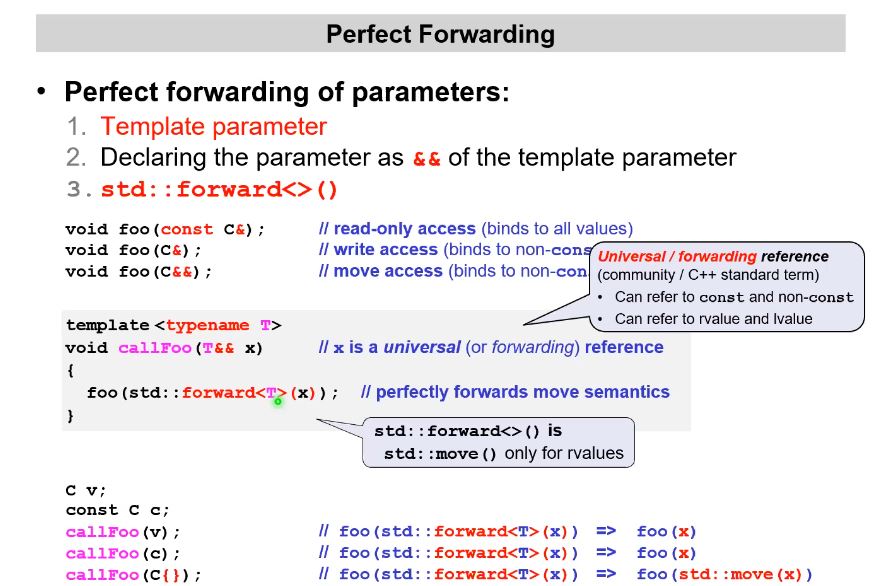 Perfect Forwarding
• Perfect forwarding of parameters:
1. Template parameter
2. Declaring the parameter as && of the template parameter
3. std::forward<>()
void foo(const C&); // read-only access (binds to all values)
void foo(C&); // write access (binds to non-cons
void foo(C&&); // move access (binds to non-con
Universal / forwarding reference
(community / C++ standard term)
• Can refer to const and non-const
• Can refer to rvalue and lvalue
template <typename T>
void callFoo(T&& x) // x is a universal (or forwarding) reference
{
foo(std::forward<T>(x)); // perfectly forwards move semantics
}
std::forward<>() is
std::move() only for rvalues
C v;
const C c;
callFoo(v); // foo(std::forward<T>(x)) => foo(x)
callFoo(c); // foo(std::forward<T>(x)) => foo(x)
callFoo(C{}); // foo(std::forward<T>(x)) => foo(std::move(x))